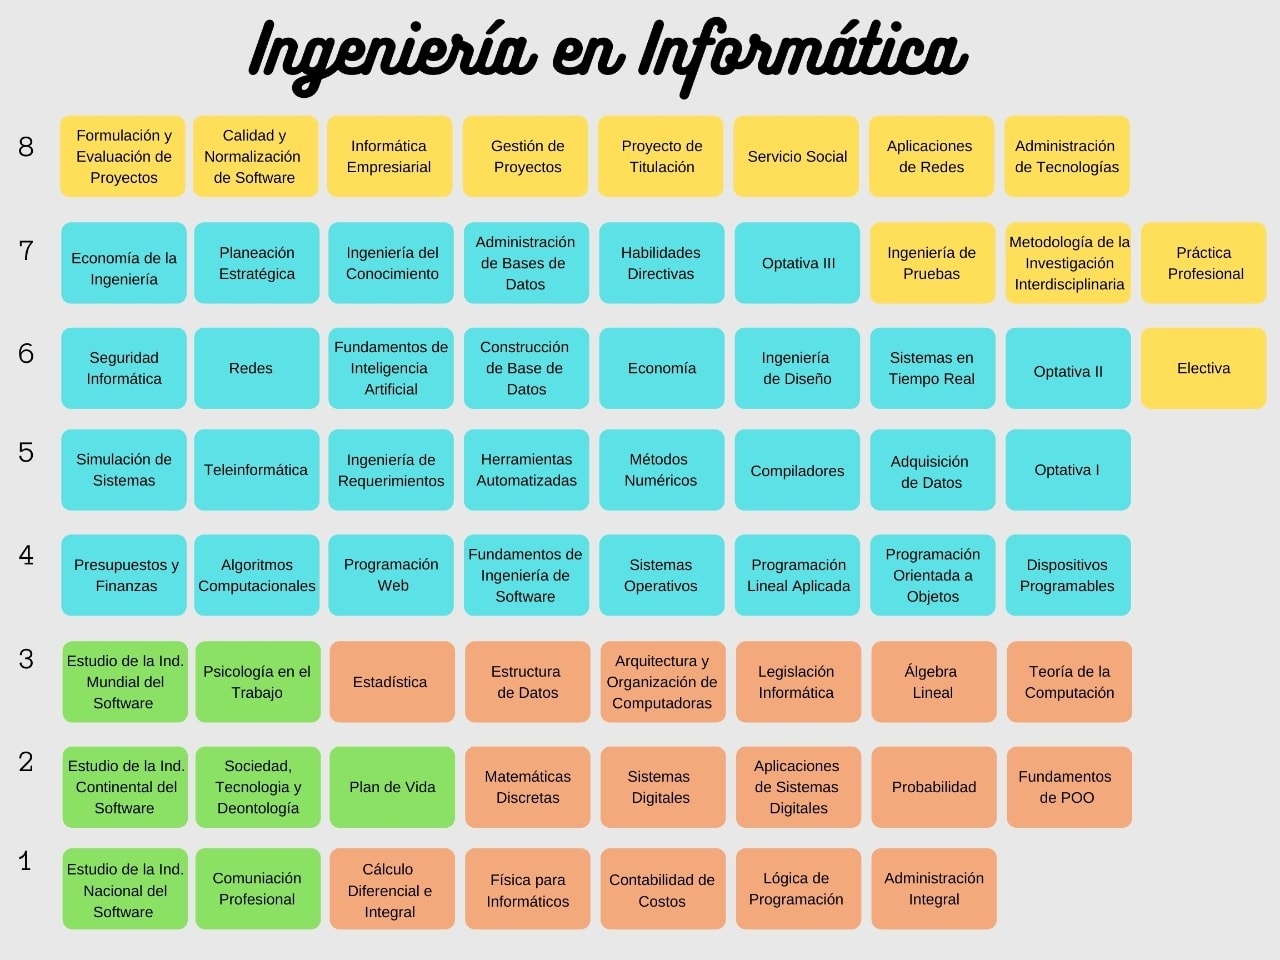 Ingeniería en Informática
8
Formulación y
Evaluación de
Proyectos
Calidad y
Normalización
de Software
Informática
Empresarial
Gestión de
Proyectos
Proyecto de
Titulación
Servicio Social
Aplicaciones
de Redes
Administración
de Tecnologías
7
Economía de la
Ingeniería
Planeación
Estratégica
Ingeniería del
Conocimiento
Administración
de Bases de
Datos
Habilidades
Directivas
Optativa III
Ingeniería de
Pruebas
Metodología de la
Investigación
Interdisciplinaria
Práctica
Profesional
6
Seguridad
Informática
Redes
Fundamentos de
Inteligencia
Artificial
Construcción
de Base de
Datos
Economía
Ingeniería
de Diseño
Sistemas en
Tiempo Real
Optativa II
Electiva
5
Simulación de
Sistemas
Teleinformática
Ingeniería de
Requerimientos
Herramientas
Automatizadas
Métodos
Numéricos
Compiladores
Adquisición
de Datos
Optativa I
4
Presupuestos y
Finanzas
Algoritmos
Computacionales
Programación
Web
Fundamentos de
Ingeniería de
Software
Sistemas
Operativos
Programación
Lineal Aplicada
Programación
Orientada a
Objetos
Dispositivos
Programables
3
Estudio de la Ind.
Mundial del
Software
Psicología en el
Trabajo
Estadística
Estructura
de Datos
Arquitectura y
Organización de
Computadoras
Legislación
Informática
Álgebra
Lineal
Teoría de la
Computación
2
Estudio de la Ind.
Continental del
Software
Sociedad,
Tecnologia y
Deontología
Plan de Vida
Matemáticas
Discretas
Sistemas
Digitales
Aplicaciones
de Sistemas
Digitales
Probabilidad
Fundamentos
de POO
1
Estudio de la Ind.
Nacional del
Software
Comuniación
Profesional
Cálculo
Diferencial e
Integral
Física para
Informáticos
Contabilidad de
Costos
Lógica de
Programación
Administración
Integral